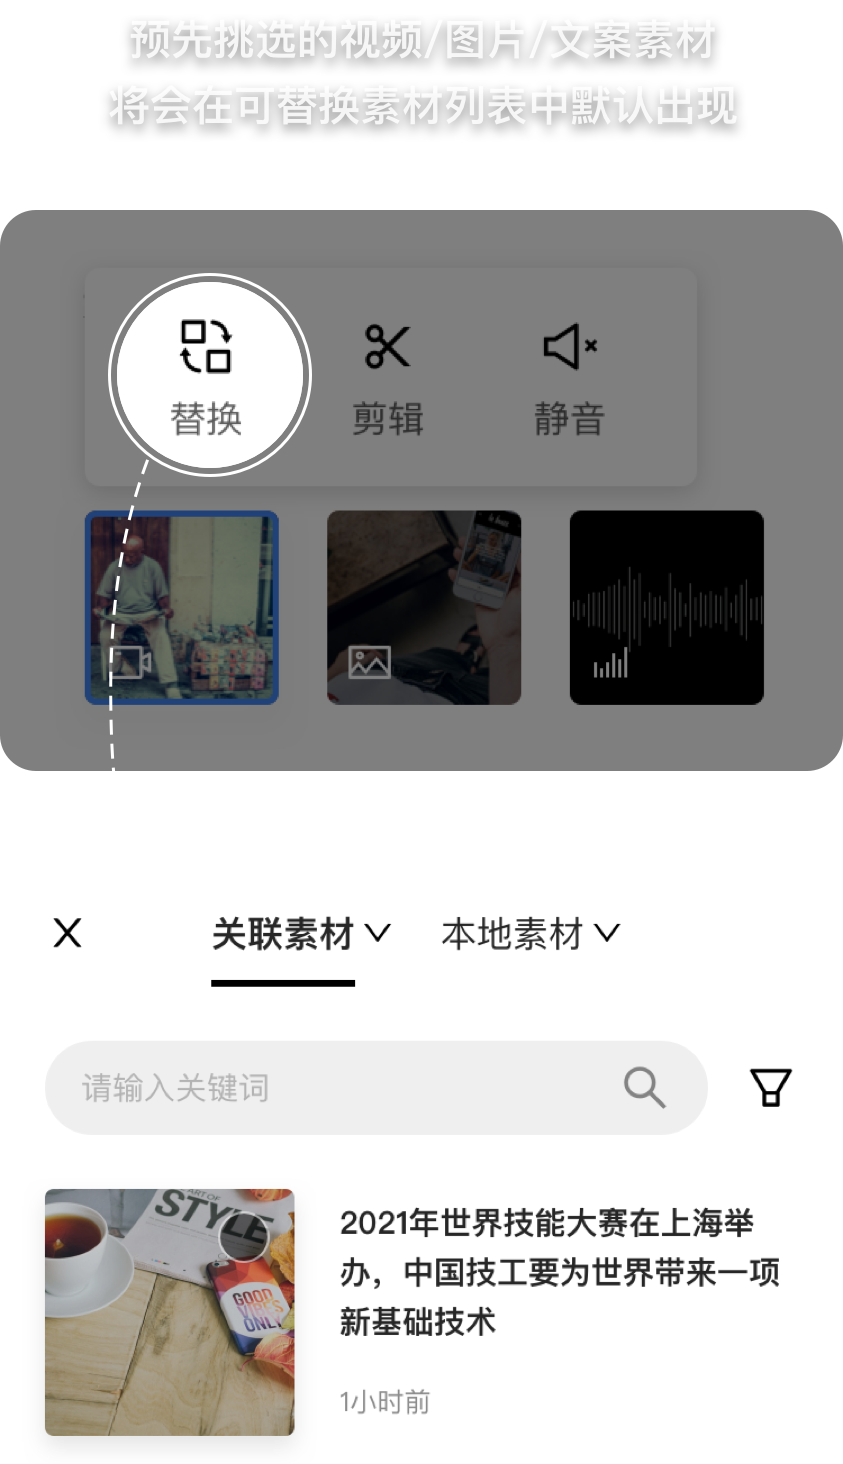 预先挑选的视频/图片/文案素材
将会在可替换素材列表中默认出现
替换
剪辑
静音
关联素材
本地素材
请输入关键词
ART OF
STYLE
GOOD
VIBES
ONLY
2021年世界技能大赛在上海举
办，中国技工要为世界带来一项
新基础技术
1小时前